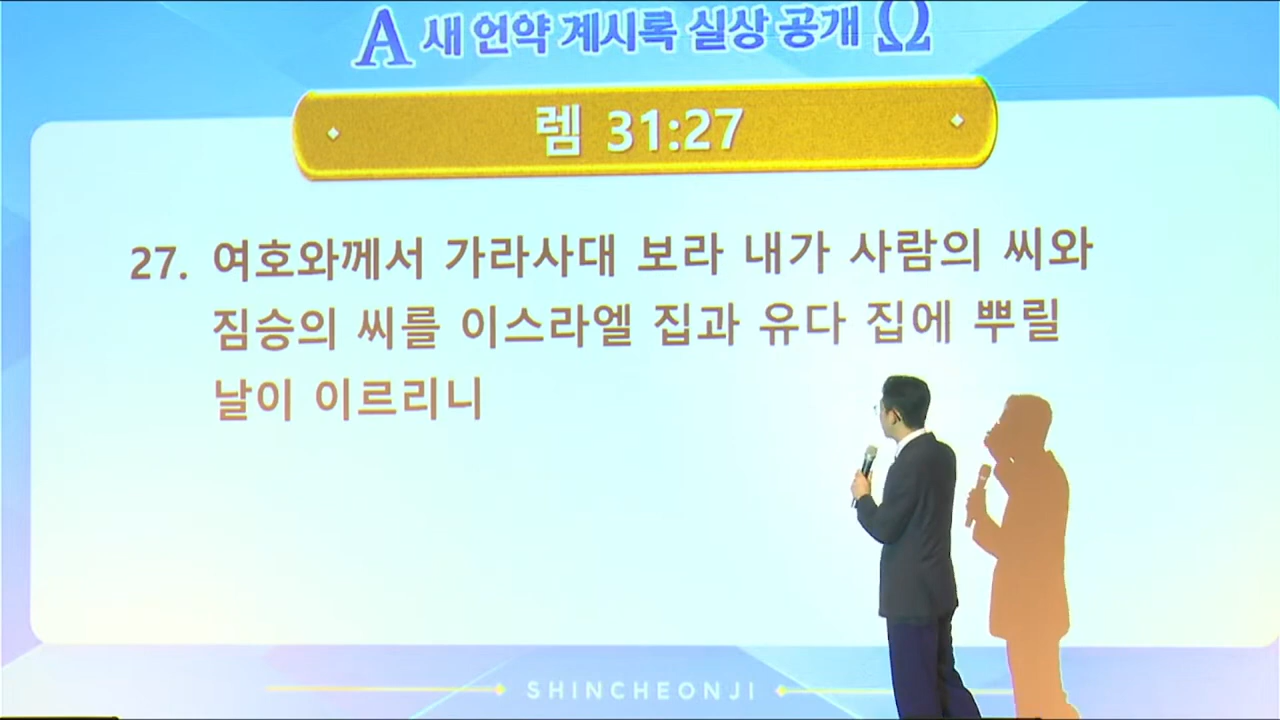 Α 새 언약 계시록 실상 공개 Ω
렘 31:27
27. 여호와께서 가라사대 보라 내가 사람의 씨와
짐승의 씨를 이스라엘 집과 유다 집에 뿌릴
날이 이르리니
SHINCHEONJI